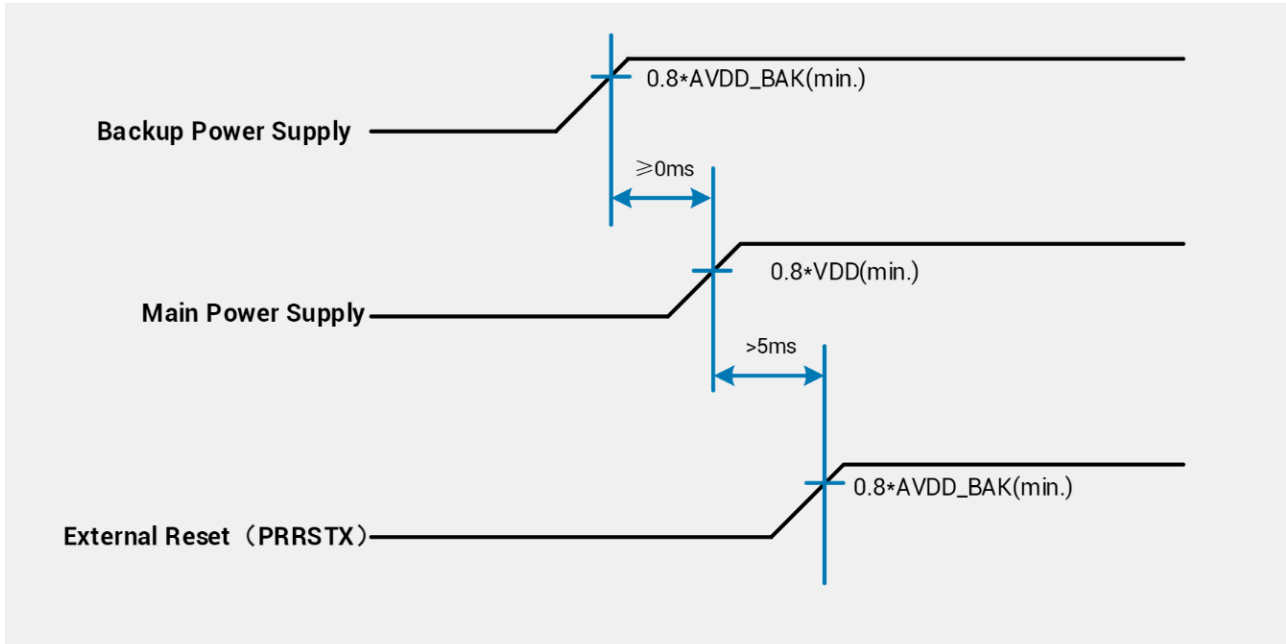 0.8*AVDD_BAK(min.)
Backup Power Supply
≥0ms
0.8*VDD(min.)
Main Power Supply
>5ms
0.8*AVDD_BAK(min.)
External Reset（PRRSTX）